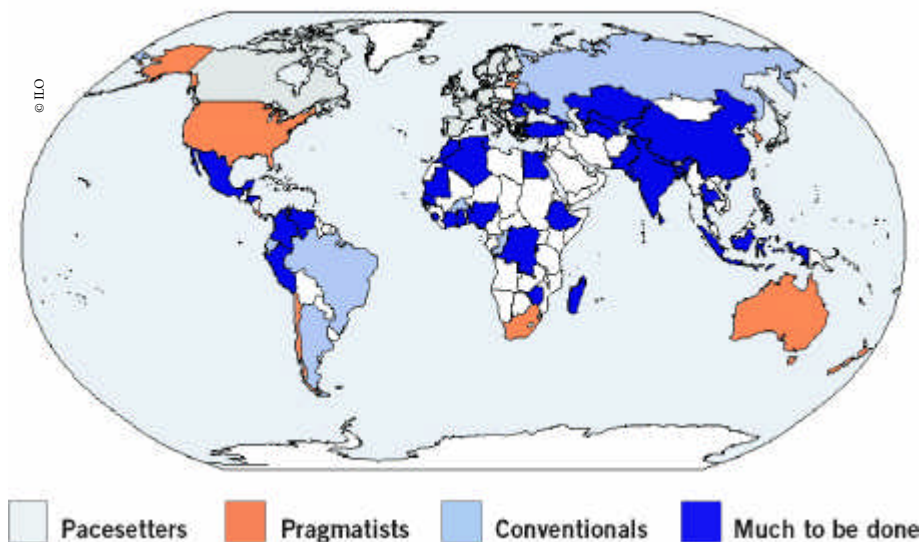 © ILO
Pacesetters
Pragmatists
Conventionals
Much to be done